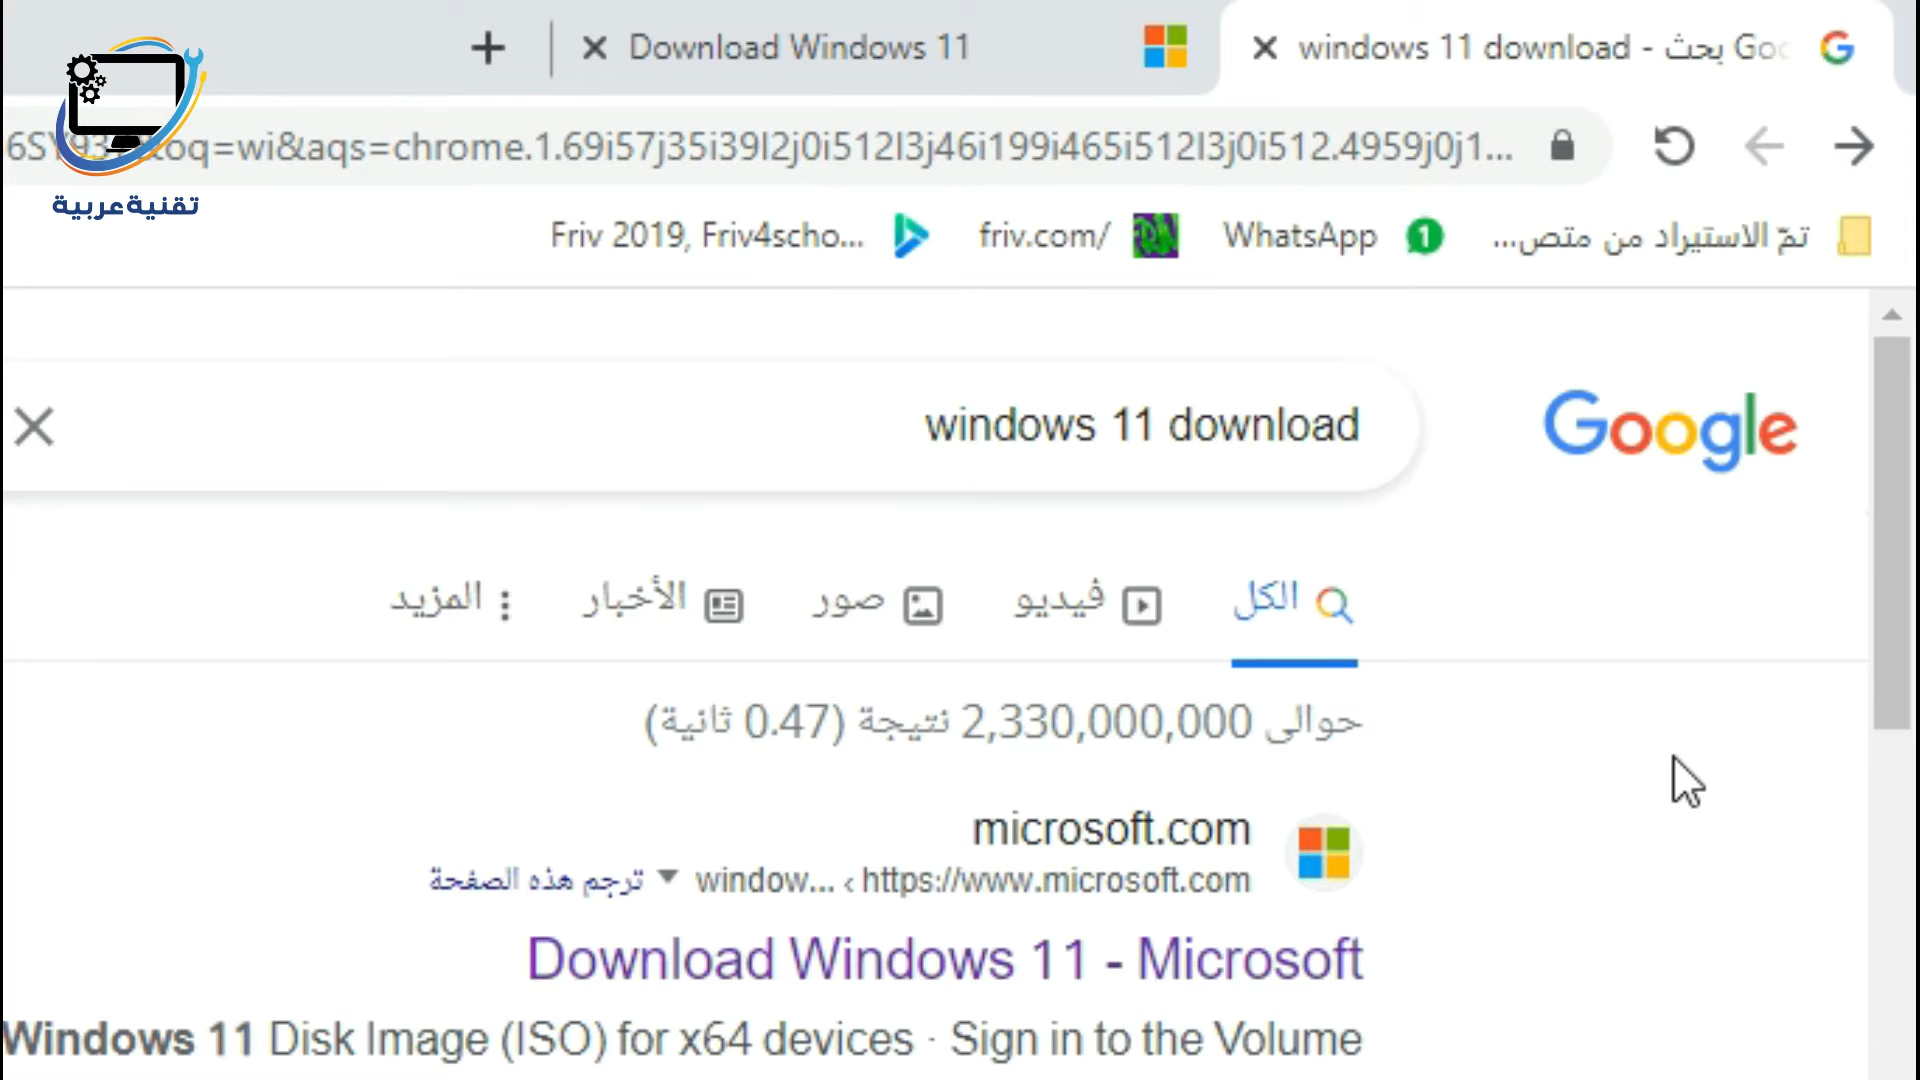 windows 11 download - بحث Goo
Download Windows 11
6SY93...&oq=wi&aqs=chrome.1.69i57j35i39l2j0i512l3j46i199i465i512l3j0i512.4959j0j1...
تقنية عربية
تمّ الاستيراد من متص...
WhatsApp
friv.com/
Friv 2019, Friv4scho...
windows 11 download
Google
الكل
فيديو
صور
الأخبار
المزيد
حوالى 2,330,000,000 نتيجة (0.47 ثانية)
microsoft.com
https://www.microsoft.com › window... ترجم هذه الصفحة
Download Windows 11 - Microsoft
Windows 11 Disk Image (ISO) for x64 devices · Sign in to the Volume